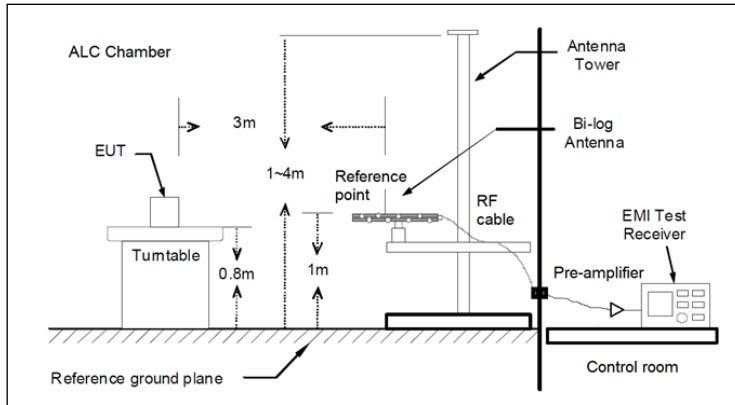 ALC Chamber
Antenna
Tower
3m
Bi-log
Antenna
EUT
1~4m
Reference
point
RF
cable
EMI Test
Receiver
Turntable
0.8m
1m
Pre-amplifier
Reference ground plane
Control room